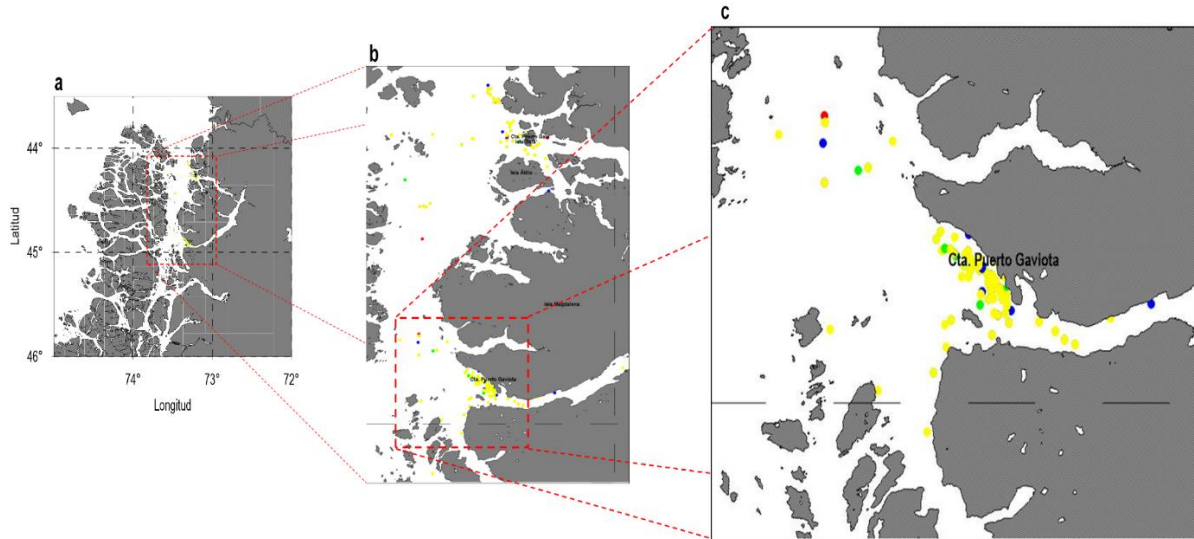 a
b
c
44°
45°
46°
Latitud
74°
73°
72°
Longitud
Isla Magdalena
Cta. Puerto Gaviota
Cta. Puerto Gaviota